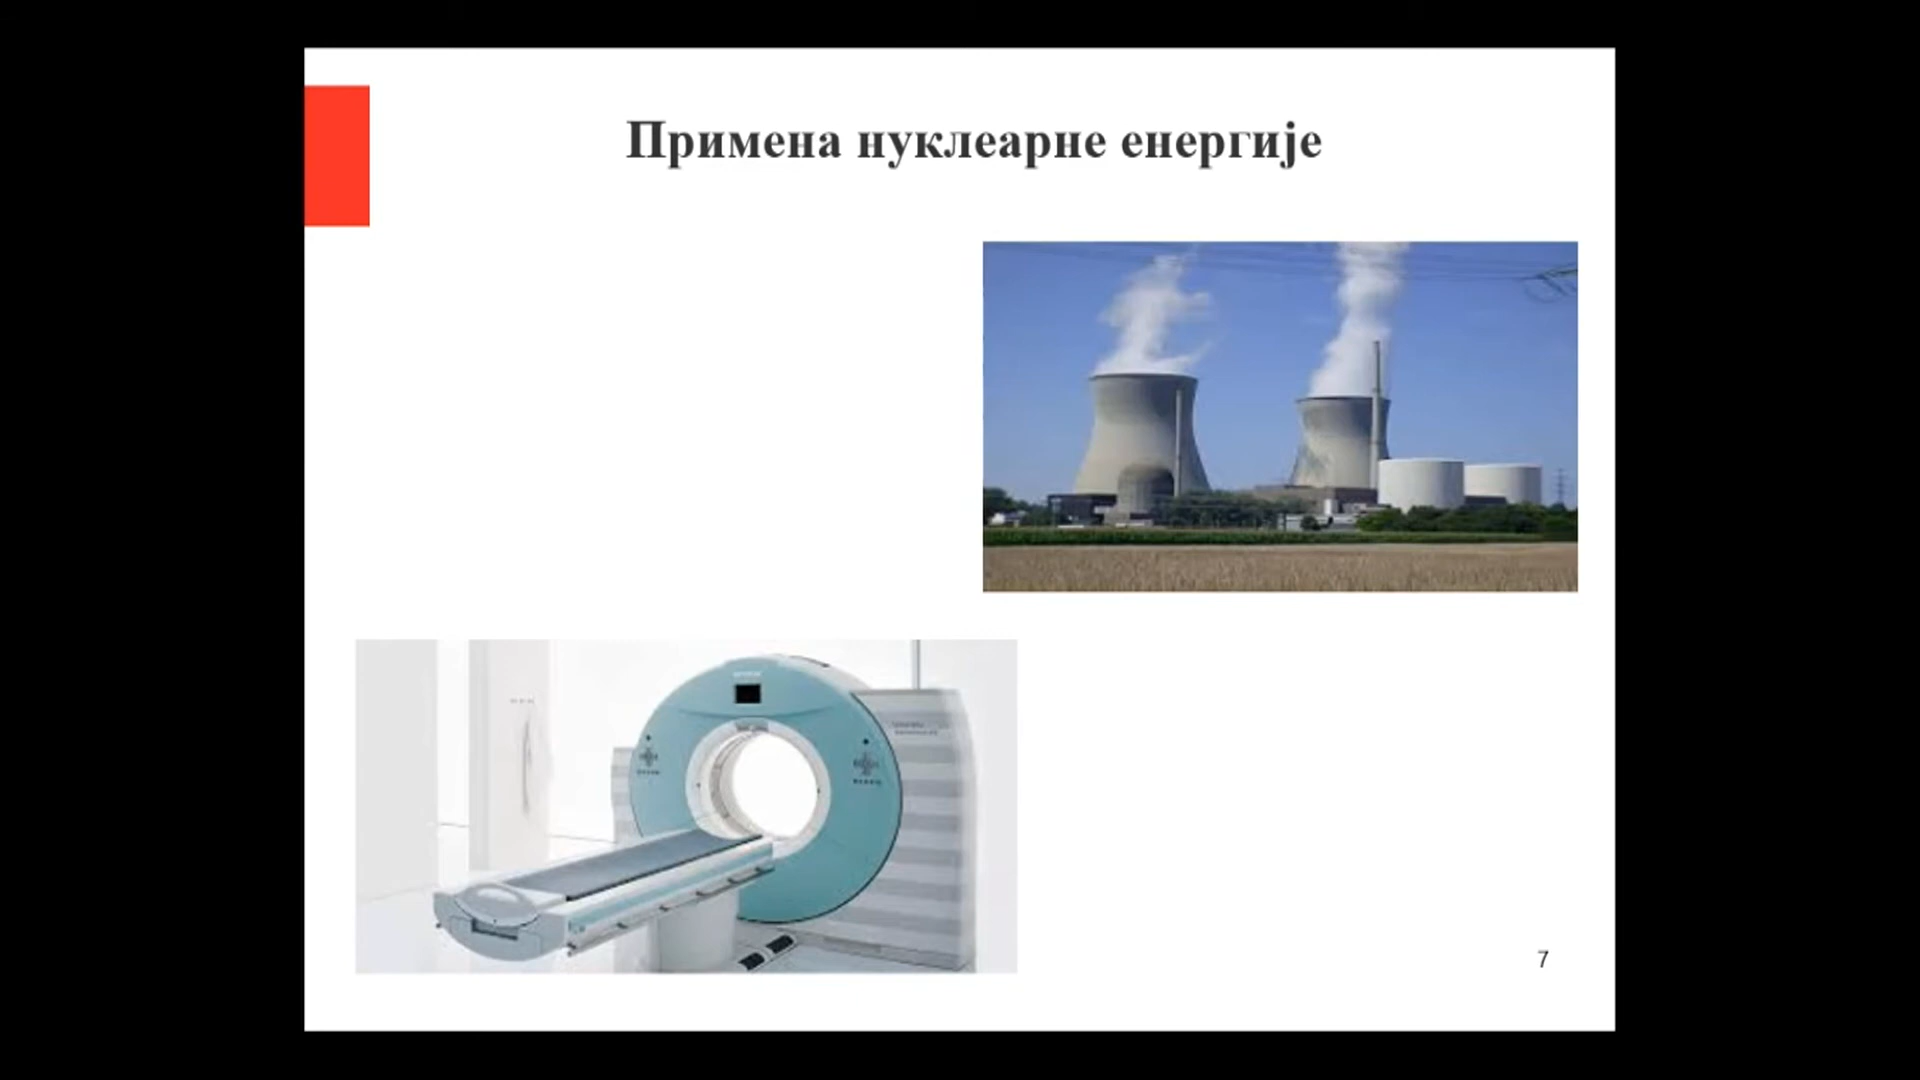 Примена нуклеарне енергије
7